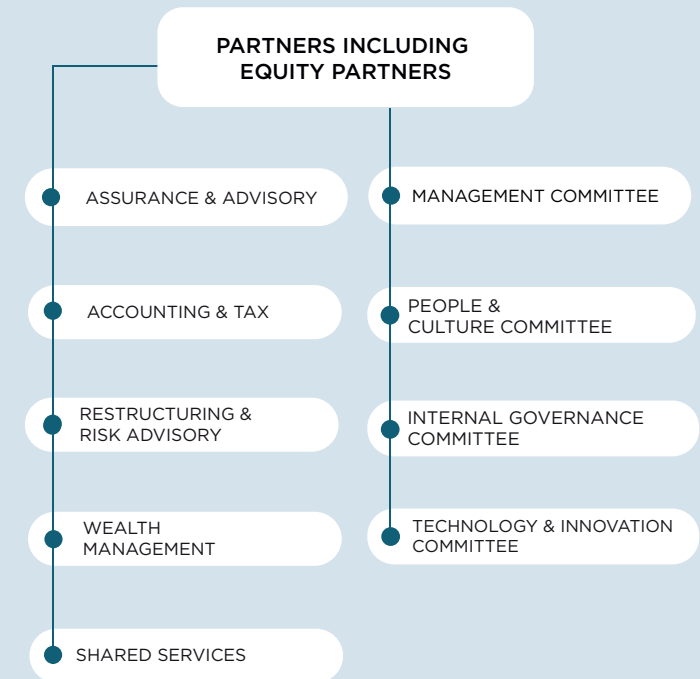 PARTNERS INCLUDING
EQUITY PARTNERS
ASSURANCE & ADVISORY
ACCOUNTING & TAX
RESTRUCTURING &
RISK ADVISORY
WEALTH
MANAGEMENT
SHARED SERVICES
MANAGEMENT COMMITTEE
PEOPLE &
CULTURE COMMITTEE
INTERNAL GOVERNANCE
COMMITTEE
TECHNOLOGY & INNOVATION
COMMITTEE